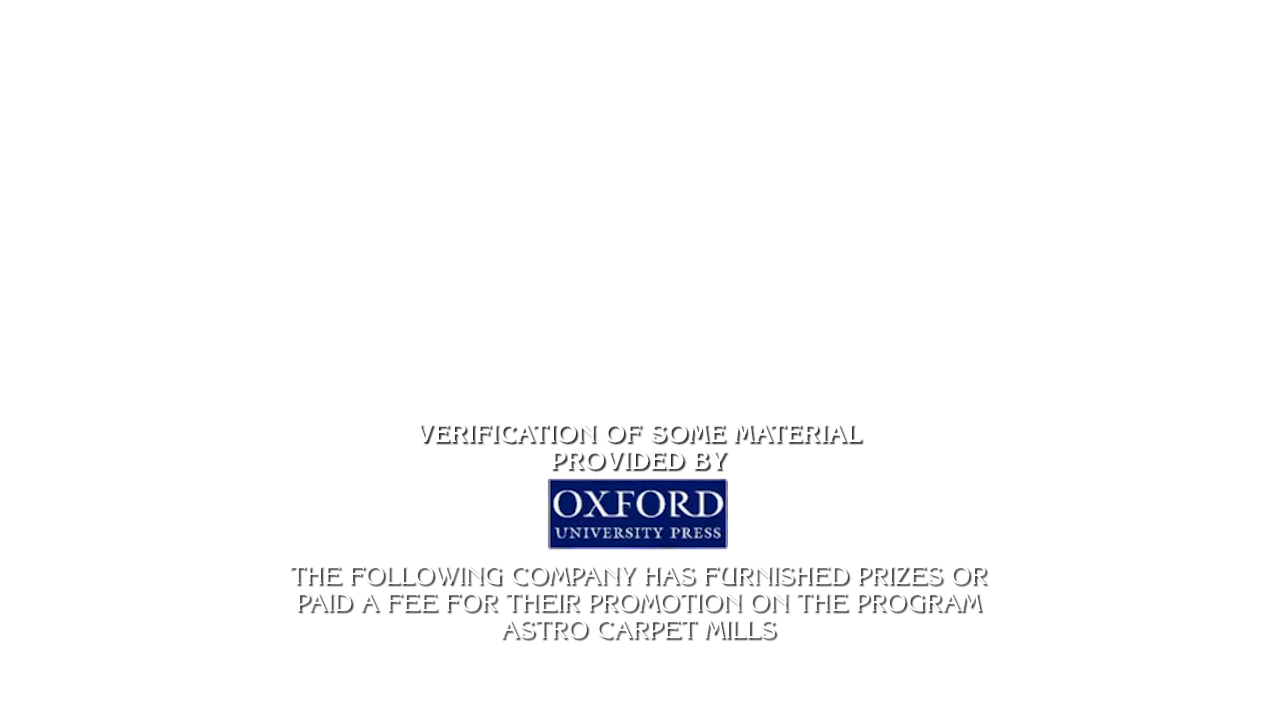 VERIFICATION OF SOME MATERIAL
PROVIDED BY
OXFORD
UNIVERSITY PRESS
THE FOLLOWING COMPANY HAS FURNISHED PRIZES OR
PAID A FEE FOR THEIR PROMOTION ON THE PROGRAM
ASTRO CARPET MILLS